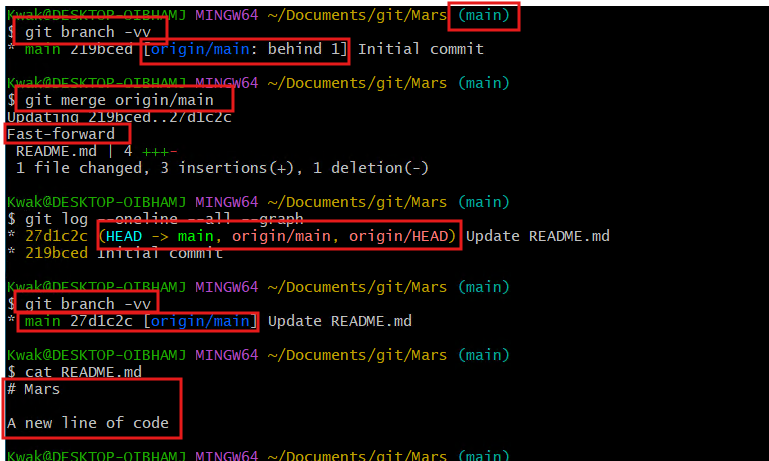 Kwak@DESKTOP-OIBHAMJ MINGW64 ~/Documents/git/Mars (main)
$ git branch -vv
* main 219bced [origin/main: behind 1] Initial commit
Kwak@DESKTOP-OIBHAMJ MINGW64 ~/Documents/git/Mars (main)
$ git merge origin/main
Updating 219bced..27d1c2c
Fast-forward
README.md | 4 +++-
1 file changed, 3 insertions(+), 1 deletion(-)
Kwak@DESKTOP-OIBHAMJ MINGW64 ~/Documents/git/Mars (main)
$ git log --oneline --all --graph
* 27d1c2c (HEAD -> main, origin/main, origin/HEAD) Update README.md
* 219bced Initial commit
Kwak@DESKTOP-OIBHAMJ MINGW64 ~/Documents/git/Mars (main)
$ git branch -vv
* main 27d1c2c [origin/main] Update README.md
Kwak@DESKTOP-OIBHAMJ MINGW64 ~/Documents/git/Mars (main)
$ cat README.md
# Mars
A new line of code
Kwak@DESKTOP-OIBHAMJ MINGW64 ~/Documents/git/Mars (main)